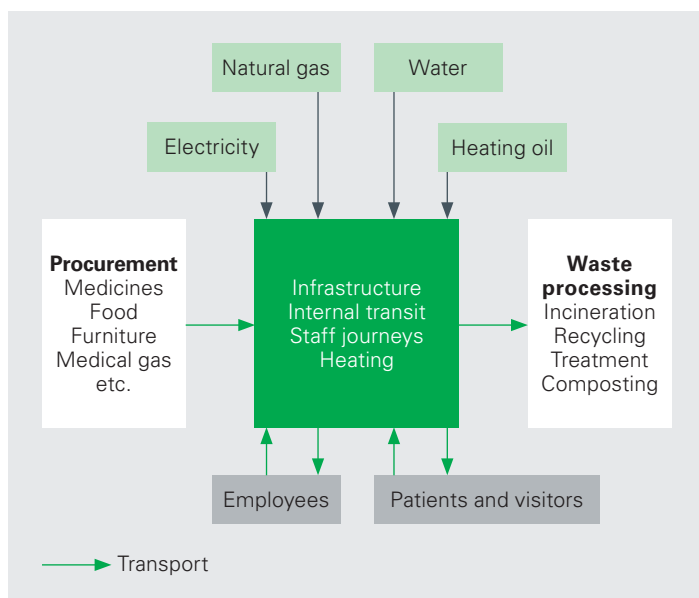 Natural gas
Water
Electricity
Heating oil
Procurement
Medicines
Food
Furniture
Medical gas
etc.
Infrastructure
Internal transit
Staff journeys
Heating
Waste
processing
Incineration
Recycling
Treatment
Composting
Employees
Patients and visitors
Transport